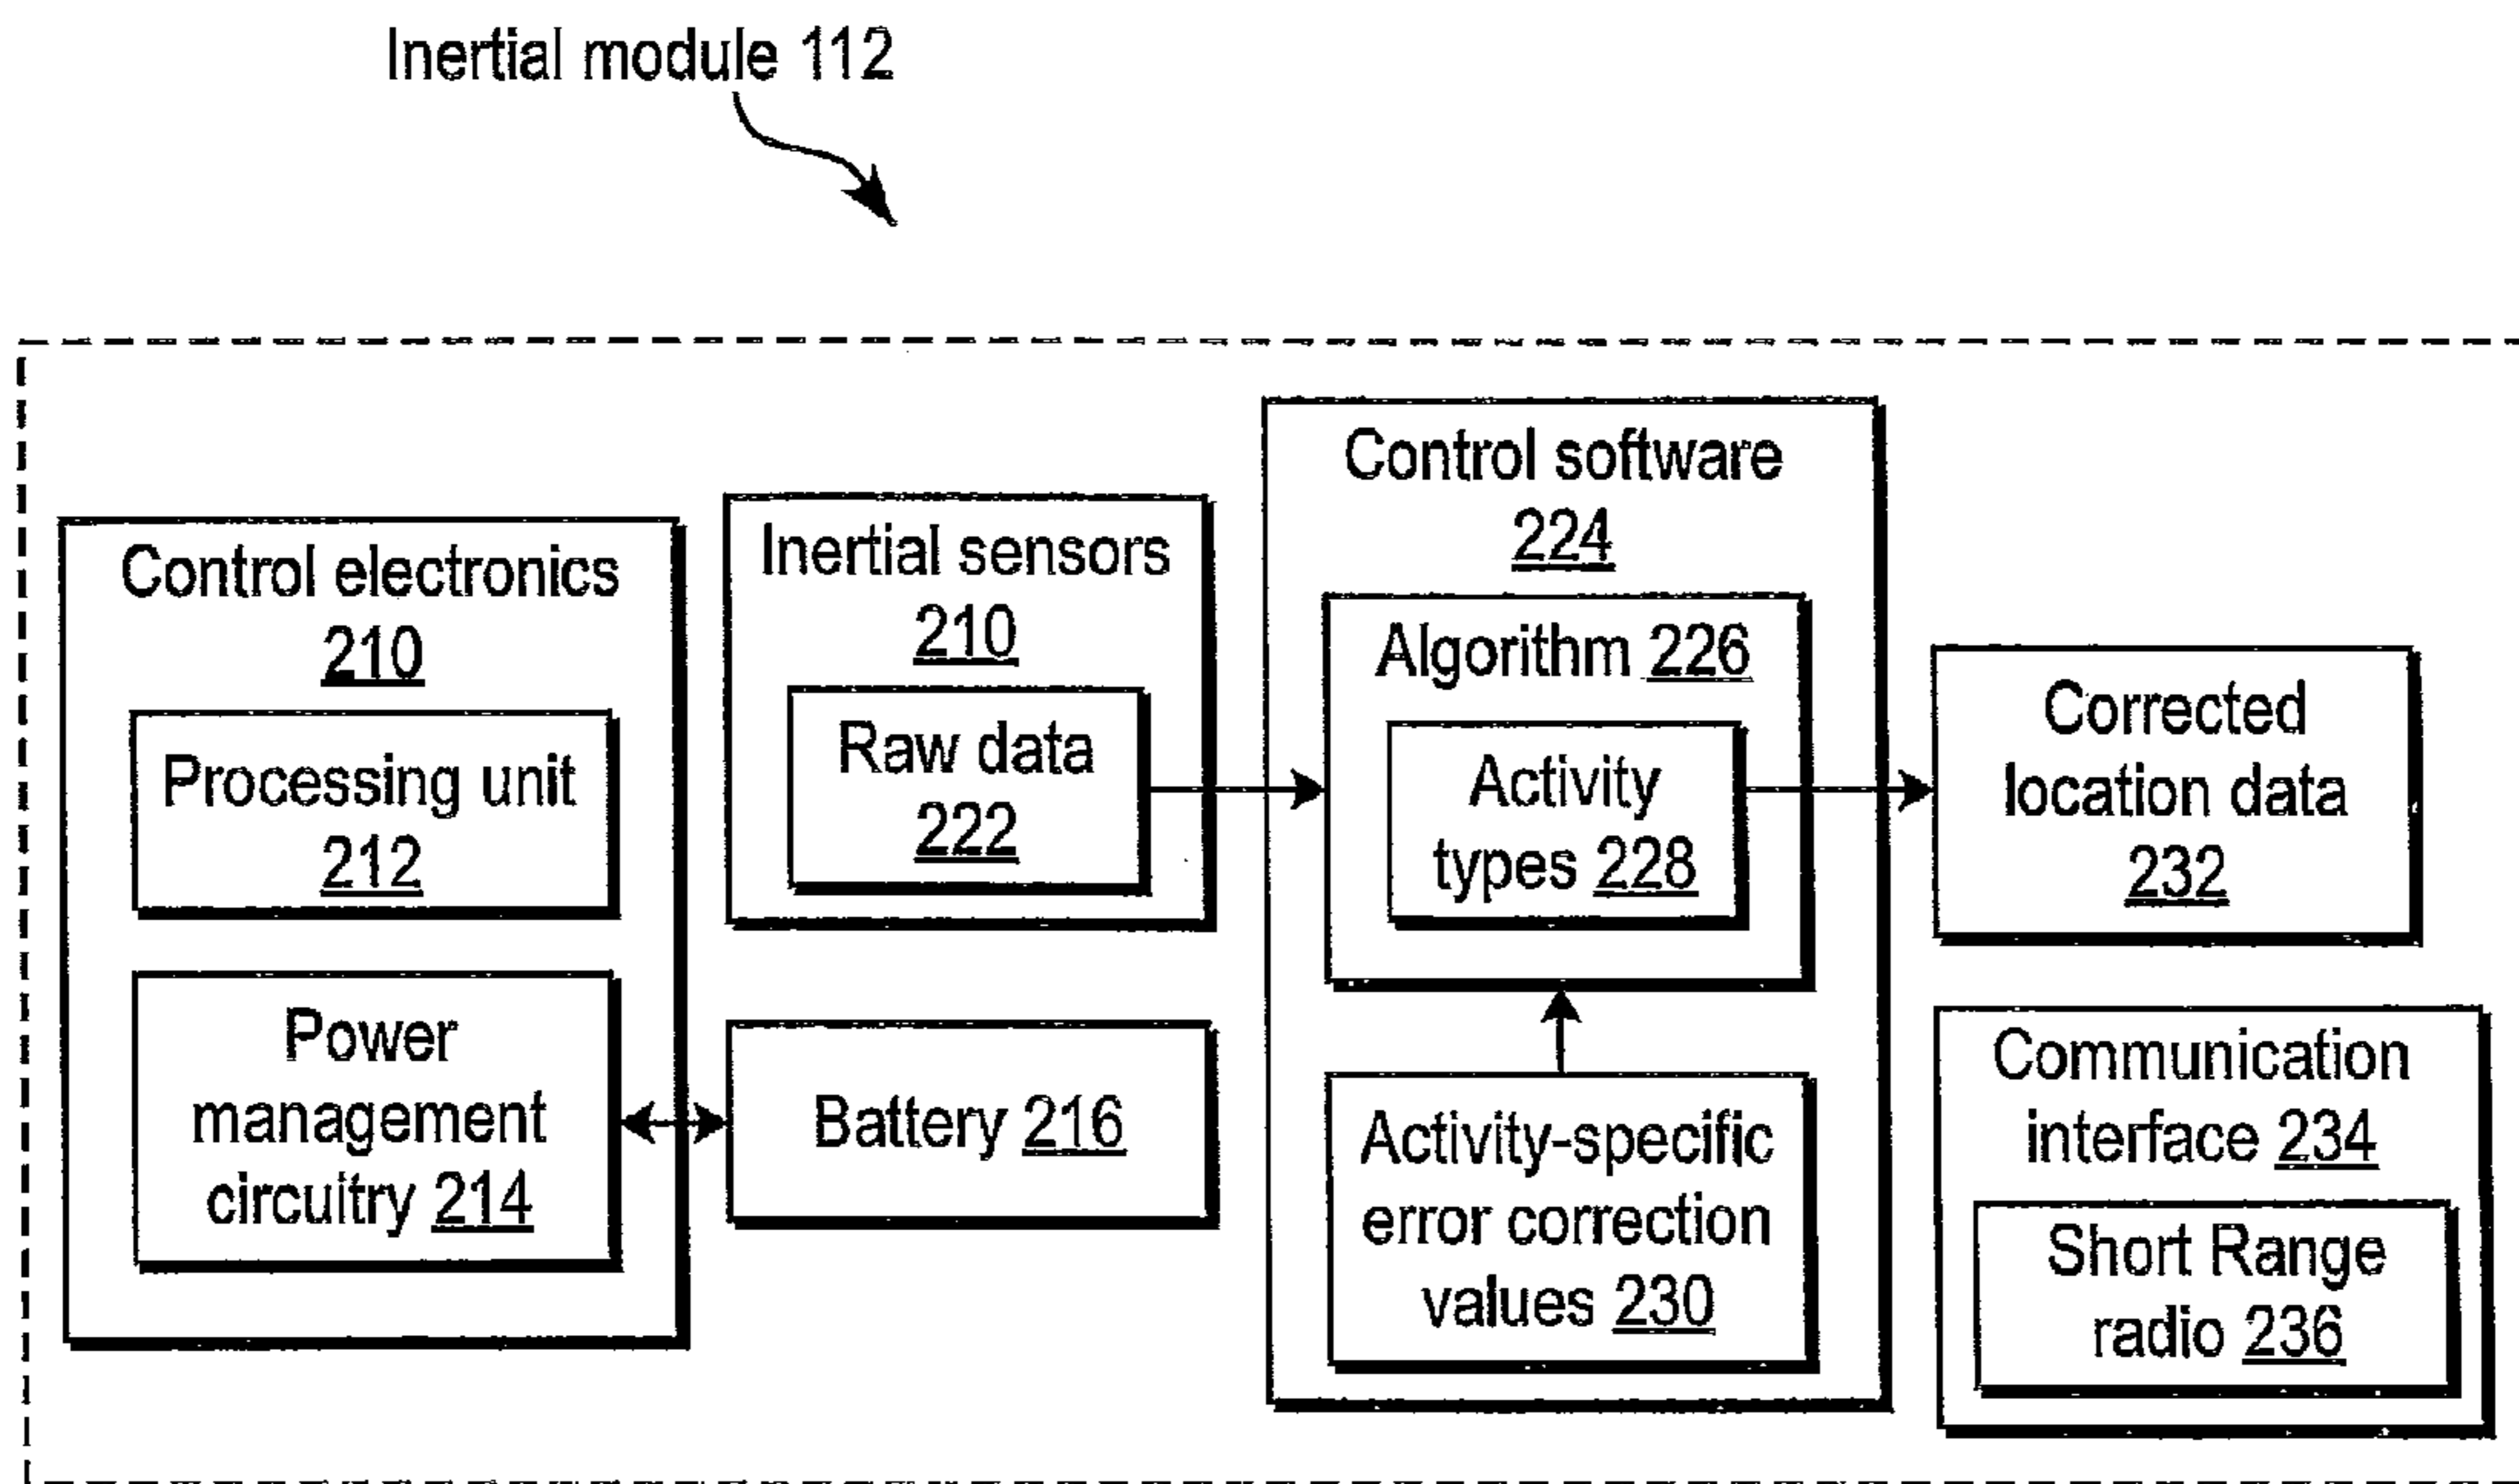 Inertial module 112
Control electronics
210
Processing unit
212
Power
management
circuitry 214
Inertial sensors
210
Raw data
222
Battery 216
Control software
224
Algorithm 226
Activity
types 228
Activity-specific
error correction
values 230
Corrected
location data
232
Communication
interface 234
Short Range
radio 236